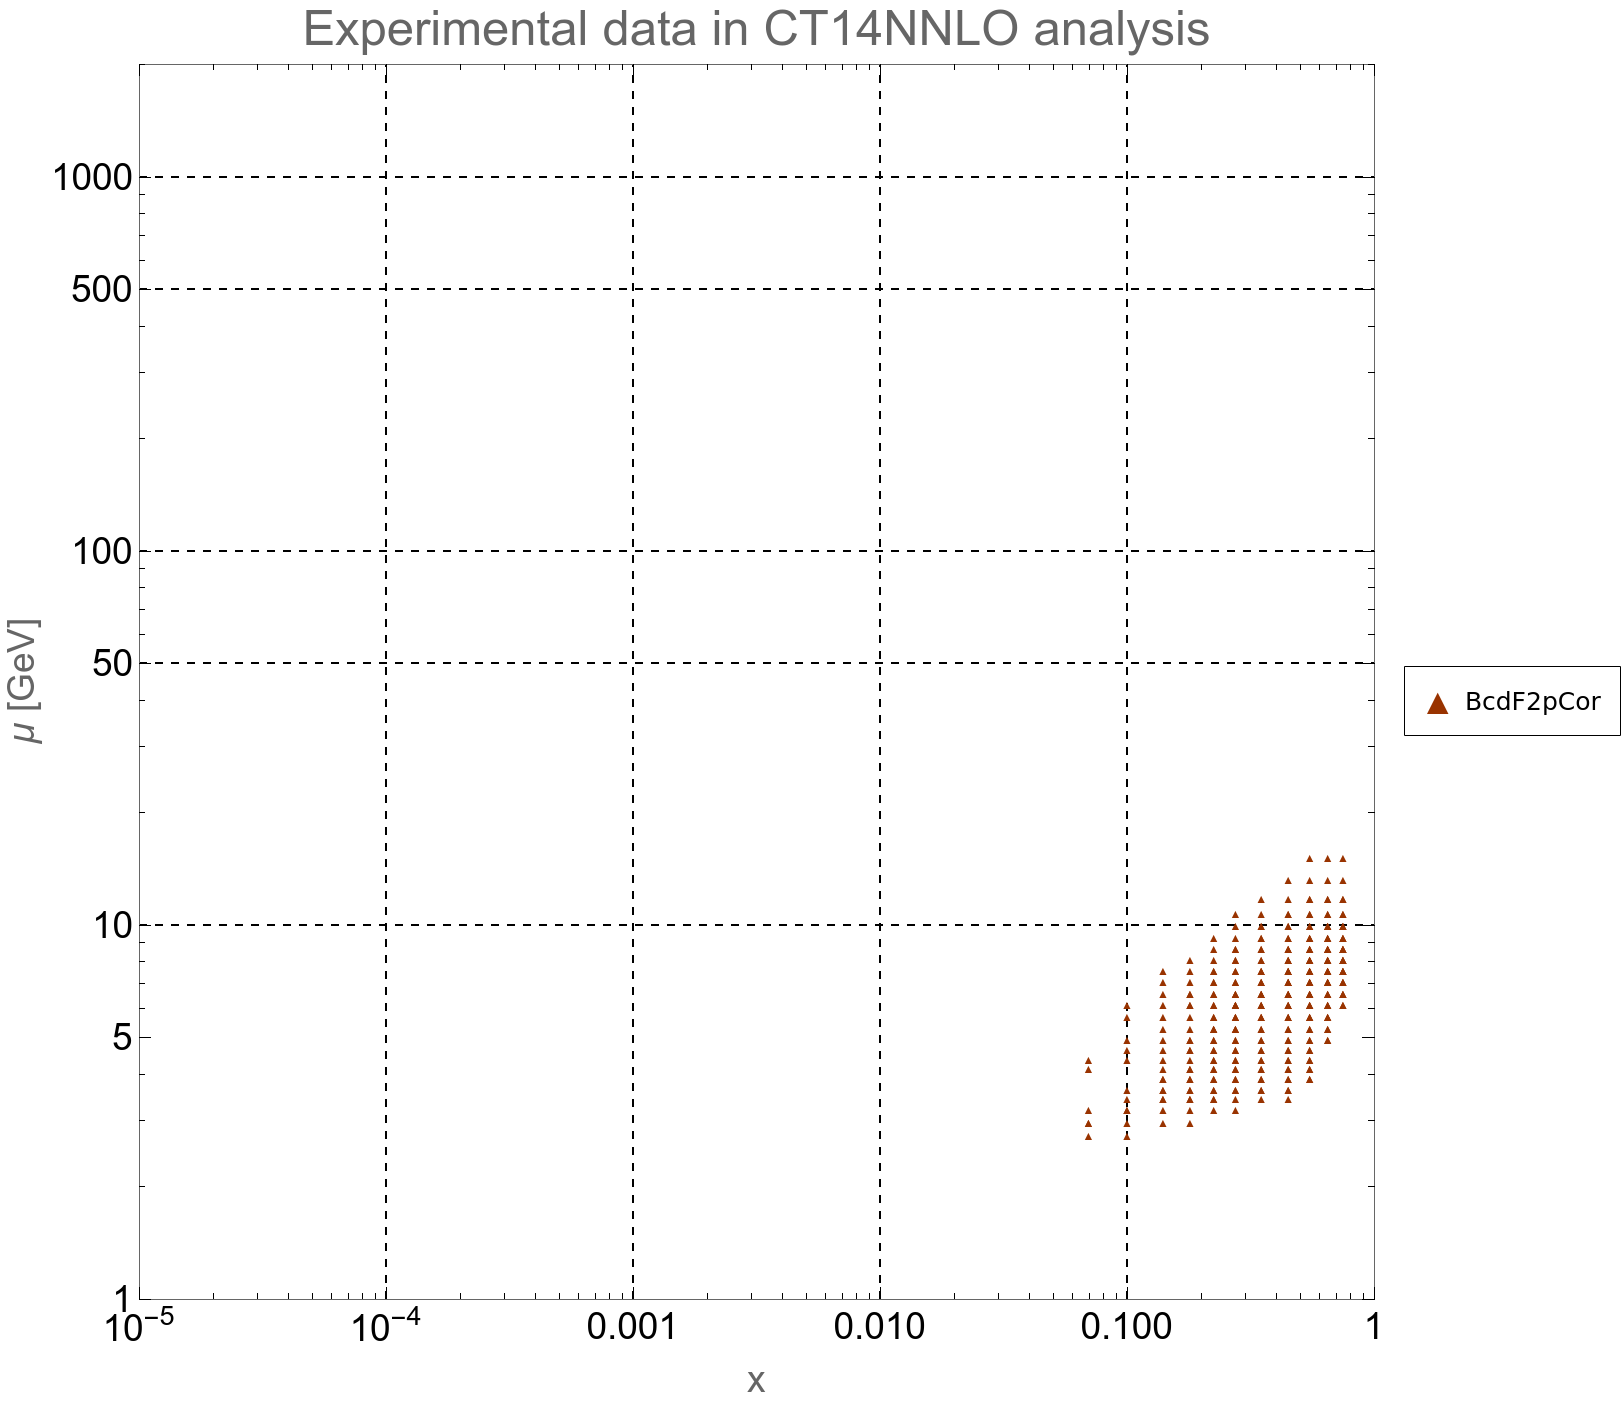 Experimental data in CT14NNLO analysis
1000
500
100
50
10
5
1
μ [GeV]
10⁻⁵ 10⁻⁴ 0.001 0.010 0.100 1
x
BcdF2pCor